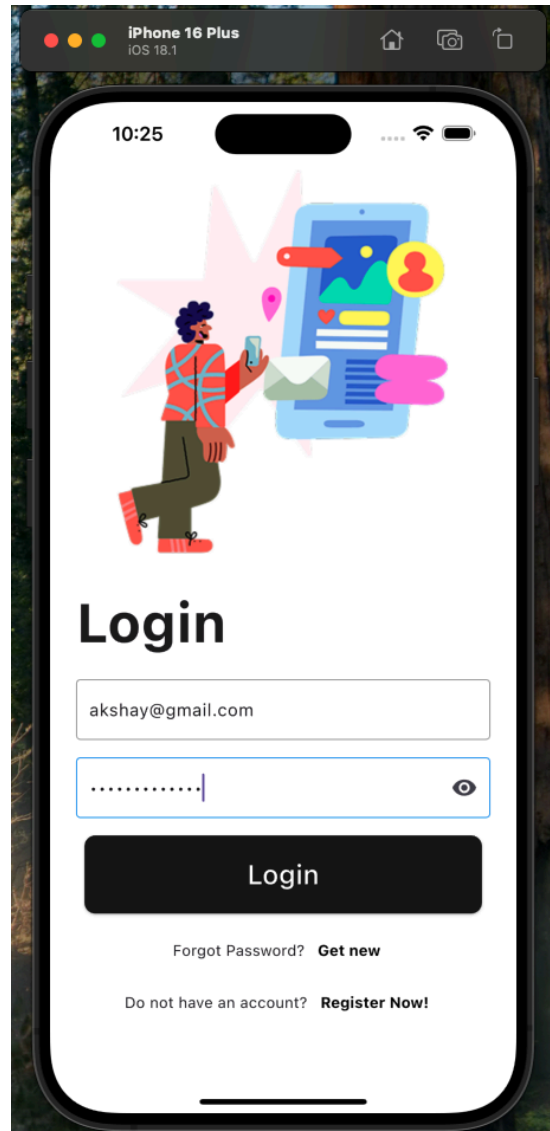 iPhone 16 Plus
iOS 18.1
10:25
Login
akshay@gmail.com
•••••••••••••
Login
Forgot Password? Get new
Do not have an account? Register Now!